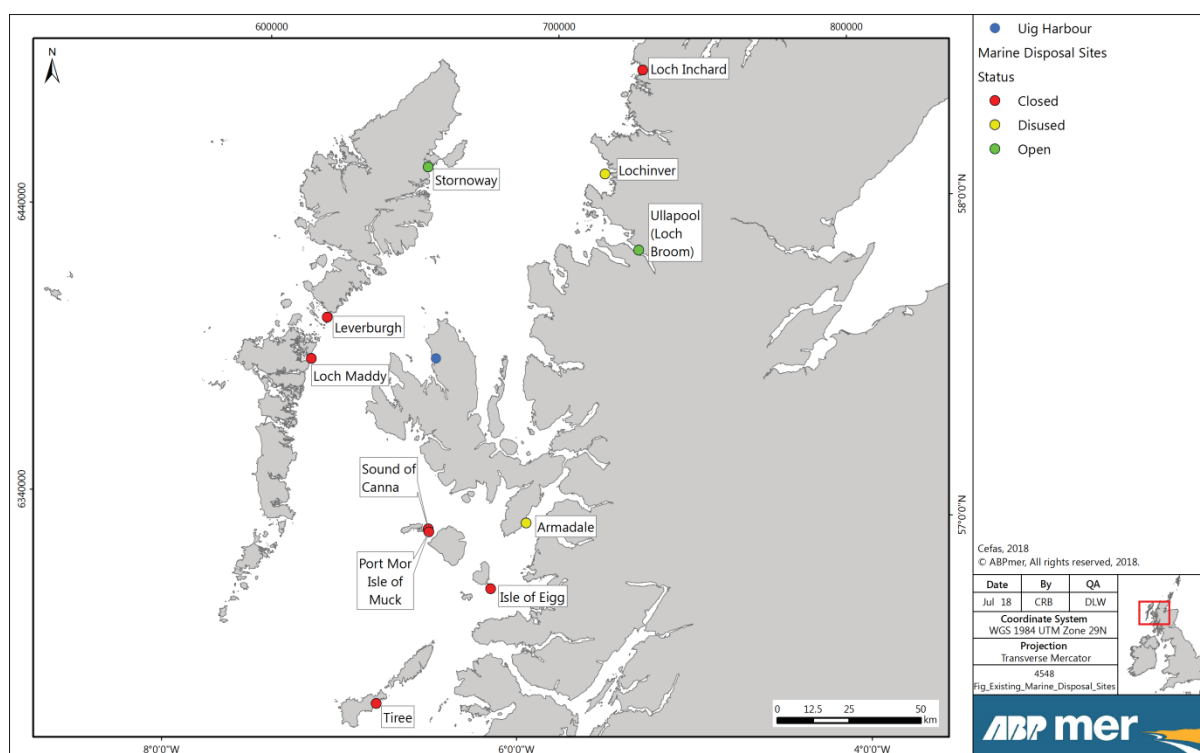 600000
700000
800000
N
Loch Inchard
Stornoway
Lochinver
Ullapool
(Loch
Broom)
Leverburgh
Loch Maddy
Sound of
Canna
Armadale
Port Mor
Isle of
Muck
Isle of Eigg
Tiree
6440000
6340000
58°0'0"N
57°0'0"N
0 12.5 25 50
km
8°0'0"W
6°0'0"W
4°0'0"W
Uig Harbour
Marine Disposal Sites
Status
Closed
Disused
Open
Cefas, 2018
© ABPmer, All rights reserved, 2018.
Date By QA
Jul 18 CRB DLW
Coordinate System
WGS 1984 UTM Zone 29N
Projection
Transverse Mercator
4548
Fig_Existing_Marine_Disposal_Sites
ABPmer